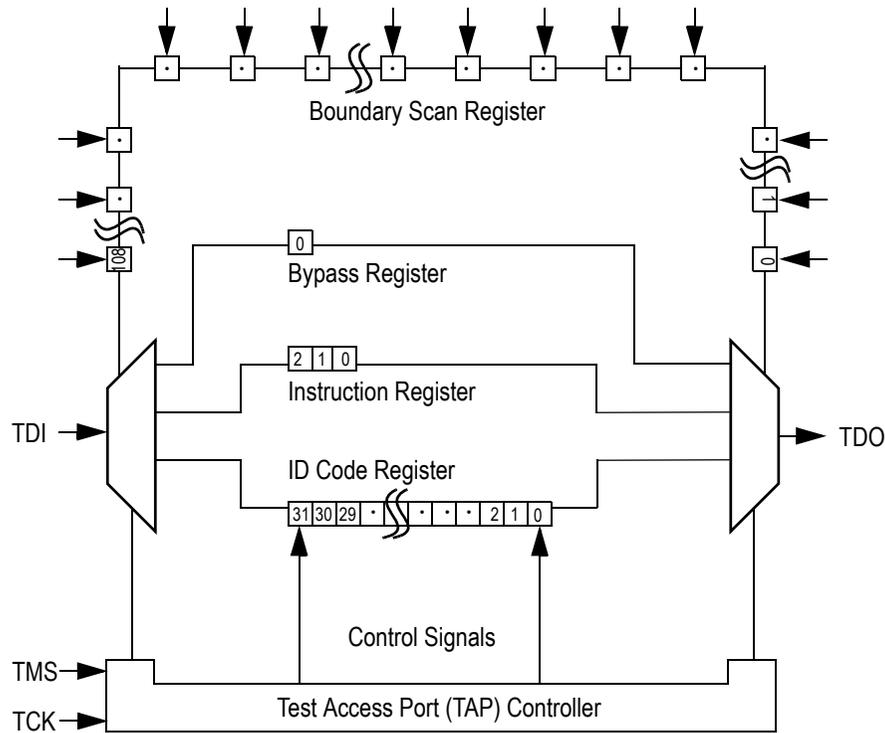 Boundary Scan Register
·
·
108
·
1
0
0
Bypass Register
2 1 0
Instruction Register
TDI
TDO
ID Code Register
31 30 29 · · · · 2 1 0
Control Signals
TMS
Test Access Port (TAP) Controller
TCK